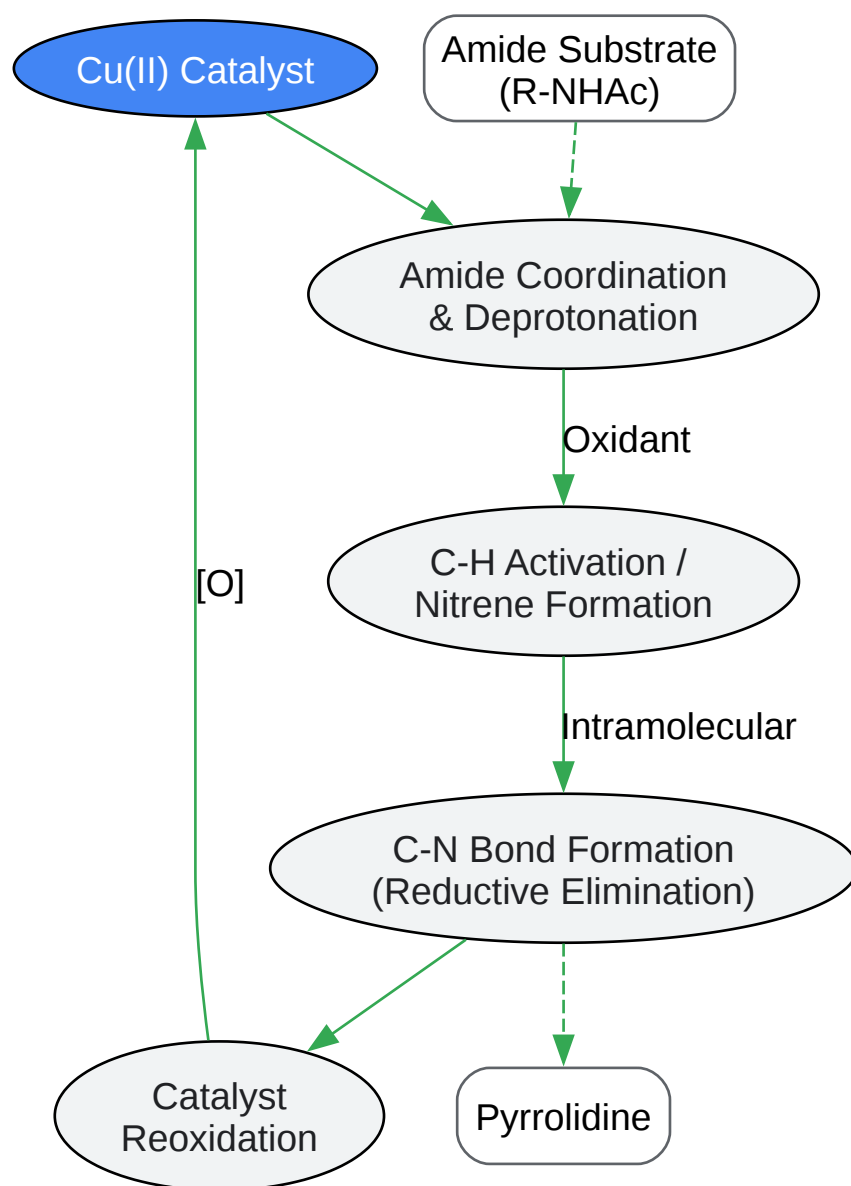 Cu(II) Catalyst
Amide Substrate
(R-NHAc)
Amide Coordination
& Deprotonation
Oxidant
C-H Activation /
Nitrene Formation
[O]
Intramolecular
C-N Bond Formation
(Reductive Elimination)
Catalyst
Reoxidation
Pyrrolidine